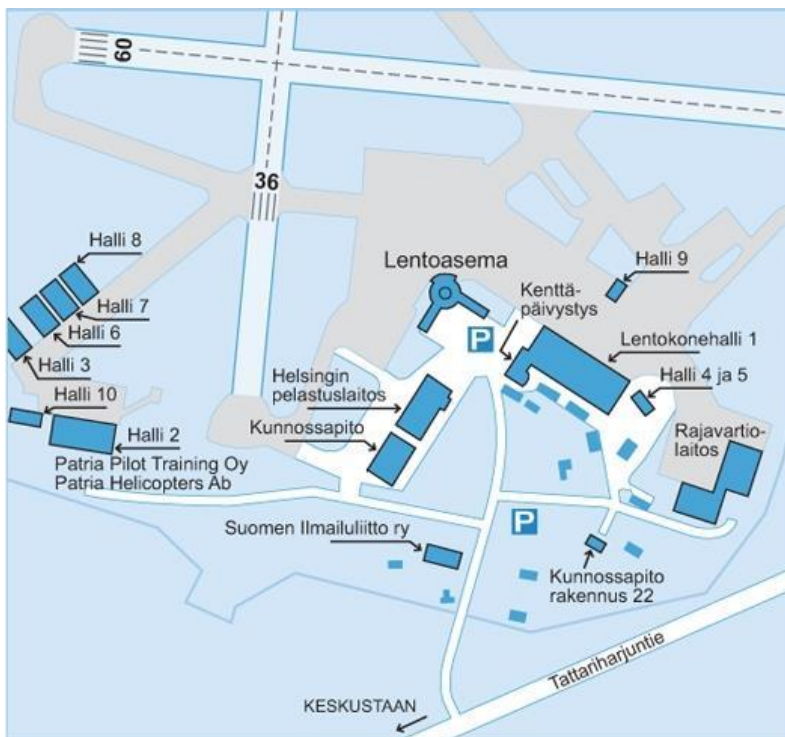 09
36
Halli 8
Halli 7
Halli 6
Halli 3
Halli 10
Halli 2
Patria Pilot Training Oy
Patria Helicopters Ab
Lentoasema
Kenttä-
päivystys
Halli 9
Lentokonehalli 1
Halli 4 ja 5
P
Helsingin
pelastuslaitos
Kunnossapito
Rajavartio-
laitos
Suomen Ilmailuliitto ry
P
Kunnossapito
rakennus 22
Tattariharjuntie
KESKUSTAAN